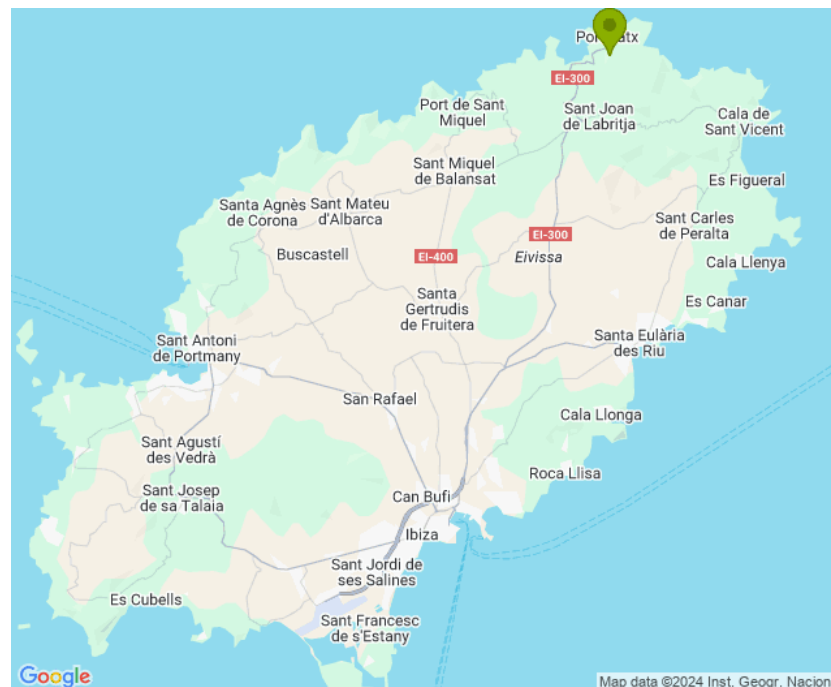 EI-300
Sant Joan
de Labritja
Port de Sant
Miquel
Cala de
Sant Vicent
Sant Miquel
de Balansat
Es Figueral
Santa Agnès
de Corona
Sant Mateu
d'Albarca
Sant Carles
de Peralta
EI-300
Buscastell
EI-400
Eivissa
Cala Llenya
Santa
Gertrudis
de Fruitera
Es Canar
Sant Antoni
de Portmany
Santa Eulària
des Riu
San Rafael
Cala Llonga
Sant Agustí
des Vedrà
Roca Llisa
Sant Josep
de sa Talaia
Can Bufi
Ibiza
Sant Jordi de
ses Salines
Es Cubells
Sant Francesc
de s'Estany
Google
Map data ©2024 Inst. Geogr. Nacion